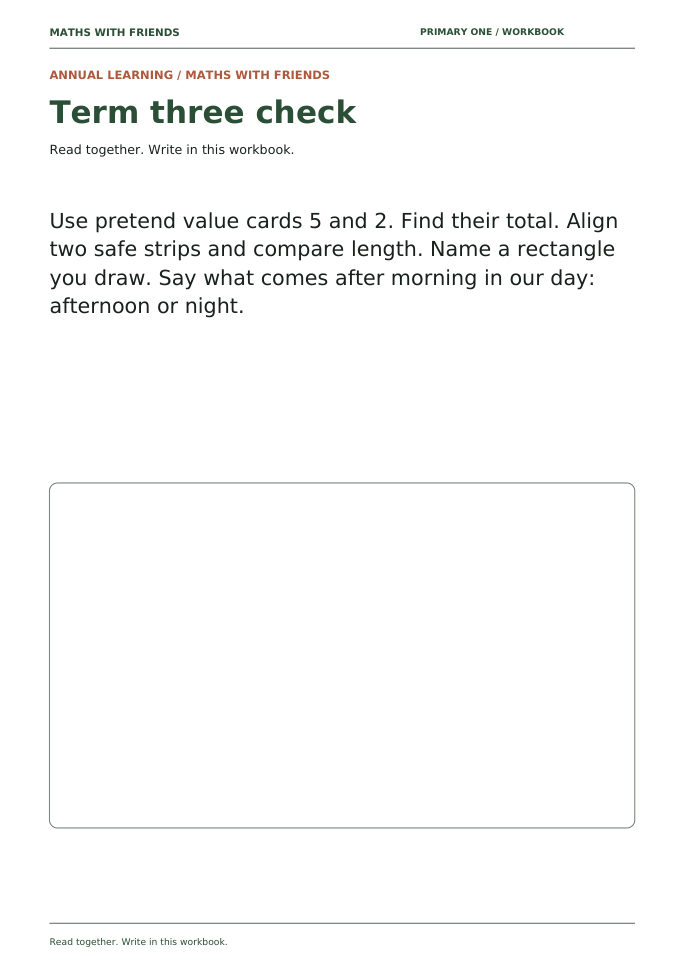 MATHS WITH FRIENDS
PRIMARY ONE / WORKBOOK
ANNUAL LEARNING / MATHS WITH FRIENDS
Term three check
Read together. Write in this workbook.
Use pretend value cards 5 and 2. Find their total. Align
two safe strips and compare length. Name a rectangle
you draw. Say what comes after morning in our day:
afternoon or night.
Read together. Write in this workbook.